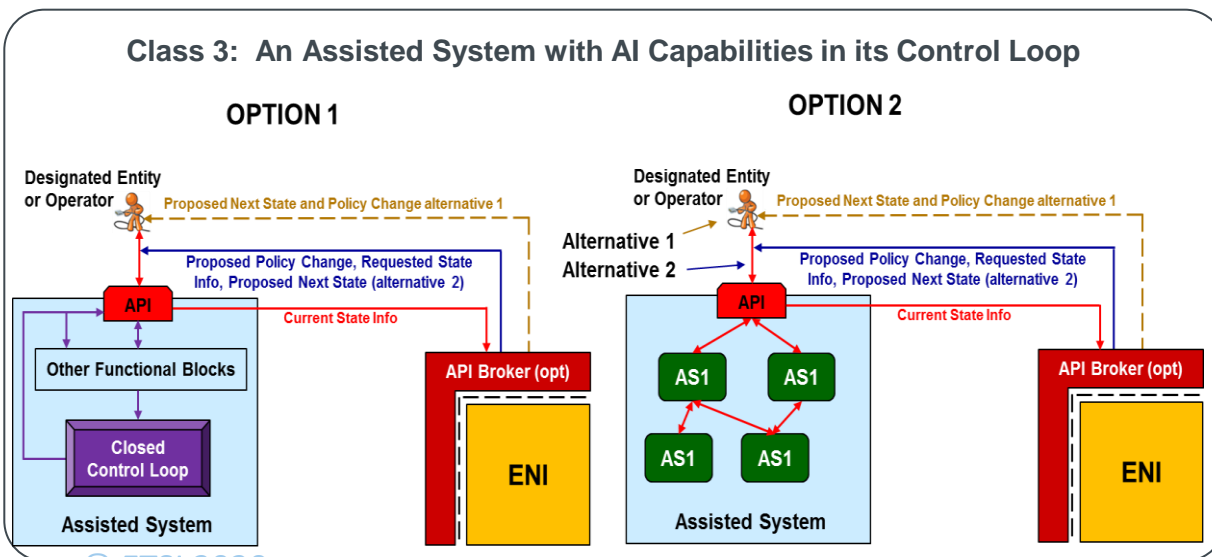 Class 3: An Assisted System with AI Capabilities in its Control Loop
OPTION 1
Designated Entity
or Operator
Proposed Next State and Policy Change alternative 1
Proposed Policy Change, Requested State
Info, Proposed Next State (alternative 2)
API
Current State Info
Other Functional Blocks
API Broker (opt)
Closed
Control Loop
ENI
Assisted System
OPTION 2
Designated Entity
or Operator
Proposed Next State and Policy Change alternative 1
Alternative 1
Alternative 2
Proposed Policy Change, Requested State
Info, Proposed Next State (alternative 2)
API
Current State Info
API Broker (opt)
AS1
AS1
AS1
AS1
ENI
Assisted System